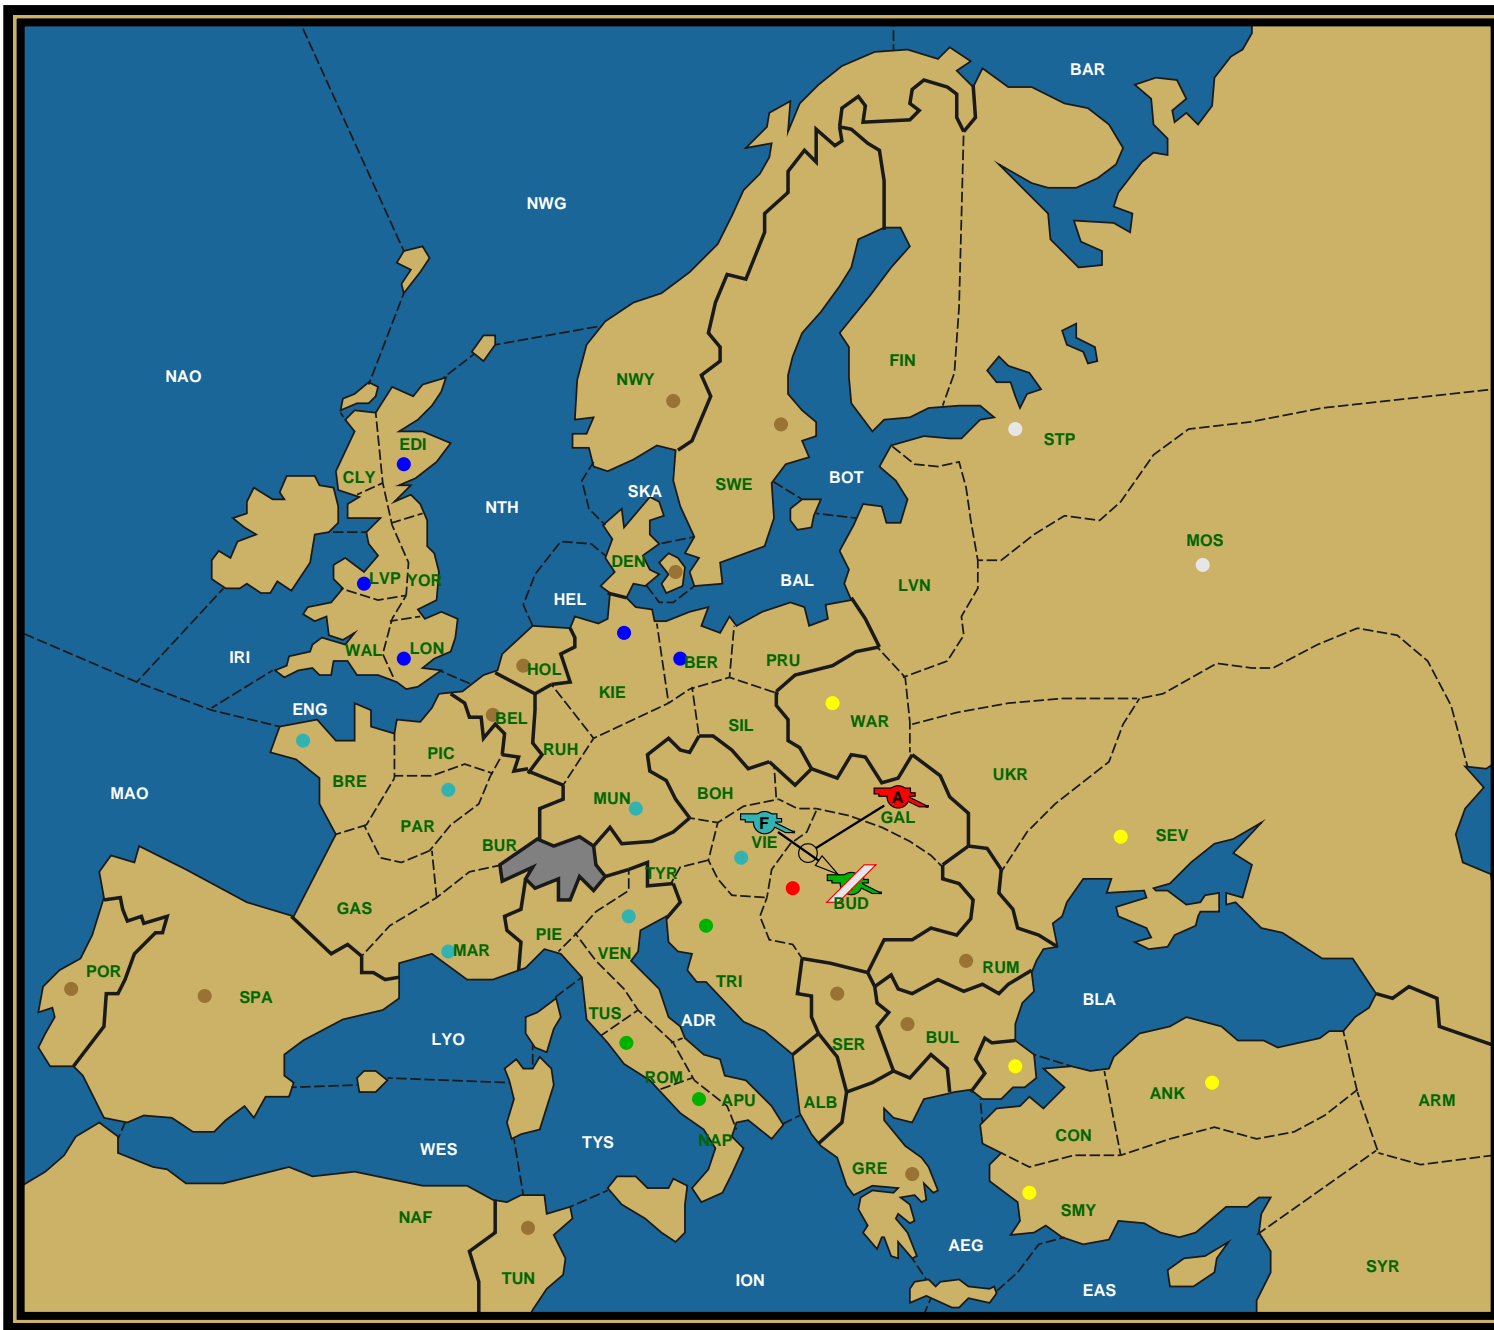 BAR
NWG
NAO
FIN
NWY
STP
EDI
CLY
SWE
BOT
SKA
NTH
MOS
DEN
LVP
YOR
BAL
LVN
HEL
IRI
WAL
LON
HOL
BER
PRU
KIE
ENG
BEL
WAR
SIL
PIC
RUH
UKR
BRE
MAO
BOH
MUN
A
GAL
F
PAR
SEV
VIE
BUR
TYR
BUD
GAS
PIE
MAR
VEN
POR
RUM
SPA
TRI
BLA
TUS
ADR
LYO
SER
BUL
ROM
ANK
APU
ALB
ARM
CON
NAP
TYS
WES
GRE
SMY
NAF
AEG
SYR
TUN
ION
EAS